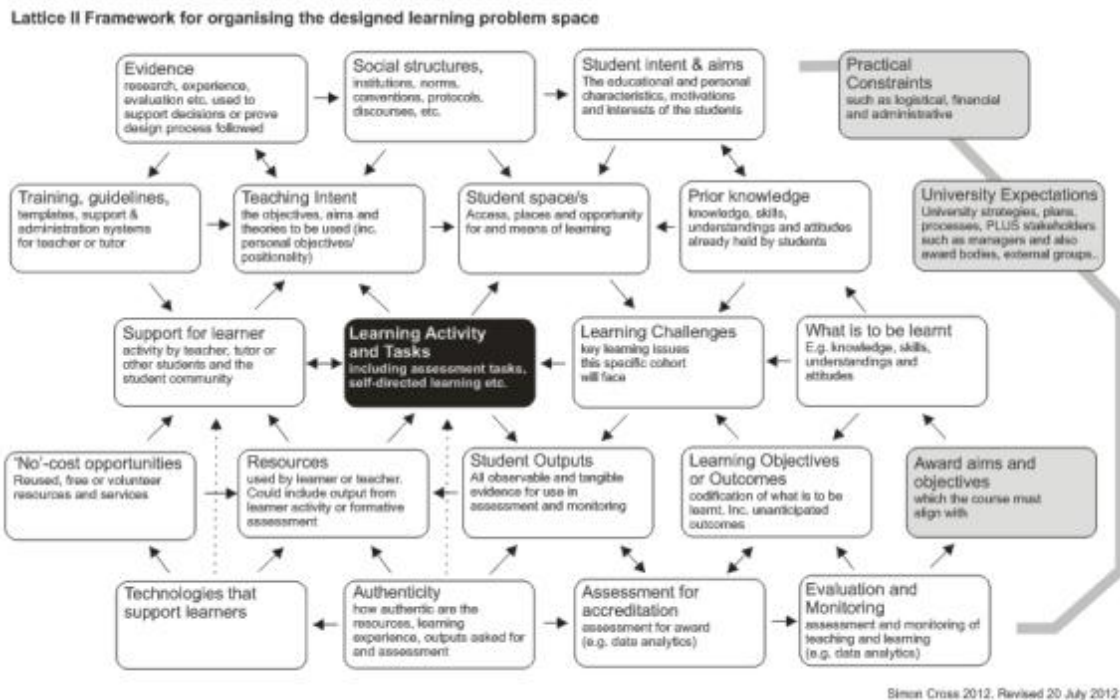 Lattice II Framework for organising the designed learning problem space
Evidence
research, experience,
evaluation etc. used to
support decisions or prove
design process followed
Social structures,
institutions, norms,
conventions, protocols,
discourses, etc.
Student intent & aims
The educational and personal
characteristics, motivations
and interests of the students
Practical
Constraints
such as logistical, financial
and administrative
Training, guidelines,
templates, support &
administration systems
for teacher or tutor
Teaching Intent
the objectives, aims and
theories to be used (inc.
personal objectives/
positionality)
Student space/s
Access, places and opportunity
for and means of learning
Prior knowledge
knowledge, skills,
understandings and attitudes
already held by students
University Expectations
University strategies, plans,
processes, PLUS stakeholders
such as managers and also
award bodies, external groups..
Support for learner
activity by teacher, tutor or
other students and the
student community
Learning Activity
and Tasks
including assessment tasks,
self-directed learning etc.
Learning Challenges
key learning issues
this specific cohort
will face
What is to be learnt
E.g. knowledge, skills,
understandings and
attitudes
'No'-cost opportunities
Reused, free or volunteer
resources and services
Resources
used by learner or teacher.
Could include output from
learner activity or formative
assessment
Student Outputs
All observable and tangible
evidence for use in
assessment and monitoring
Learning Objectives
or Outcomes
codification of what is to be
learnt. Inc. unanticipated
outcomes
Award aims and
objectives
which the course must
align with
Technologies that
support learners
Authenticity
how authentic are the
resources, learning
experience, outputs asked for
and assessment
Assessment for
accreditation
assessment for award
(e.g. data analytics)
Evaluation and
Monitoring
assessment and monitoring of
teaching and learning
(e.g. data analytics)
Simon Cross 2012. Revised 20 July 2012